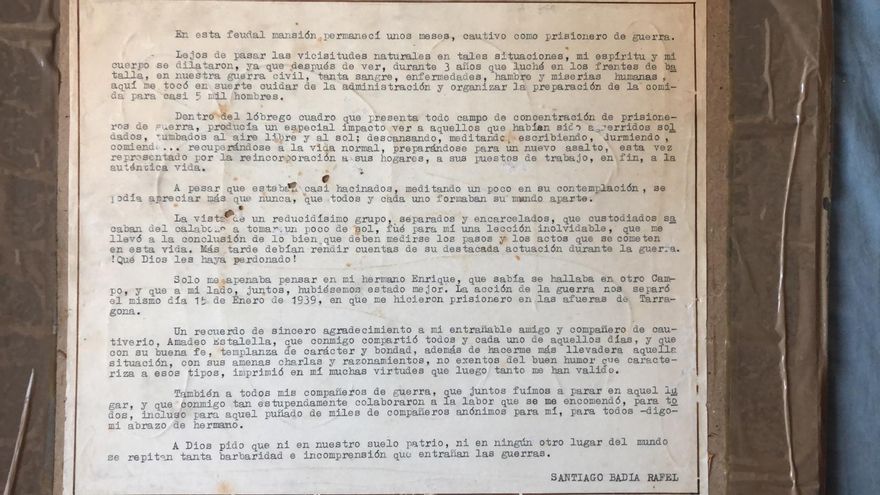 En esta feudal mansión permanecí unos meses, cautivo como prisionero de guerra.
Lejos de pasar las vicisitudes naturales en tales situaciones, mi espíritu y mi
cuerpo se dilataron, ya que después de ver, durante 3 años que luché en los frentes de ba
talla, en nuestra guerra civil, tanta sangre, enfermedades, hambre y miserias humanas,
aquí me tocó en suerte cuidar de la administración y organizar la preparación de la comi
da para casi 5 mil hombres.
Dentro del lóbrego cuadro que presenta todo campo de concentración de prisione
ros de guerra, producía un especial impacto ver a aquellos que habían sido aguerridos sol
dados, tumbados al aire libre y al sol; descansando, meditando, escribiendo, durmiendo,
comiendo... recuperándose a la vida normal, preparándose para un nuevo asalto, esta vez
representado por la reincorporación a sus hogares, a sus puestos de trabajo, en fin, a la
auténtica vida.
A pesar que estaban casi hacinados, meditando un poco en su contemplación, se
podía apreciar más que nunca, que todos y cada uno formaban su mundo aparte.
La vista de un reducidísimo grupo, separados y encarcelados, que custodiados sa
caban del calabozo a tomar un poco de sol, fué para mí una lección inolvidable, que me
llevó a la conclusión de lo bien que deben medirse los pasos y los actos que se cometen
en esta vida. Más tarde debían rendir cuentas de su destacada actuación durante la guerra.
!Qué Dios les haya perdonado!
Solo me apenaba pensar en mi hermano Enrique, que sabía se hallaba en otro Cam-
po, y que a mi lado, juntos, hubiésemos estado mejor. La acción de la guerra nos separó
el mismo día 15 de Enero de 1939, en que me hicieron prisionero en las afueras de Tarra-
gona.
Un recuerdo de sincero agradecimiento a mi entrañable amigo y compañero de cau-
tiverio, Amadeo Estalella, que conmigo compartió todos y cada uno de aquellos días, y que
con su buena fe, templanza de carácter y bondad, además de hacerme más llevadera aquella
situación, con sus amenas charlas y razonamientos, no exentos del buen humor que caracte-
riza a esos tipos, imprimió en mí muchas virtudes que luego tanto me han valido.
También a todos mis compañeros de guerra, que juntos fuímos a parar en aquel lu
gar, y que conmigo tan estupendamente colaboraron a la labor que se me encomendó, para to
dos, incluso para aquel puñado de miles de compañeros anónimos para mí, para todos -digo-
mi abrazo de hermano.
A Dios pido que ni en nuestro suelo patrio, ni en ningún otro lugar del mundo
se repitan tanta barbaridad e incomprensión que entrañan las guerras.
SANTIAGO BADIA RAFEL